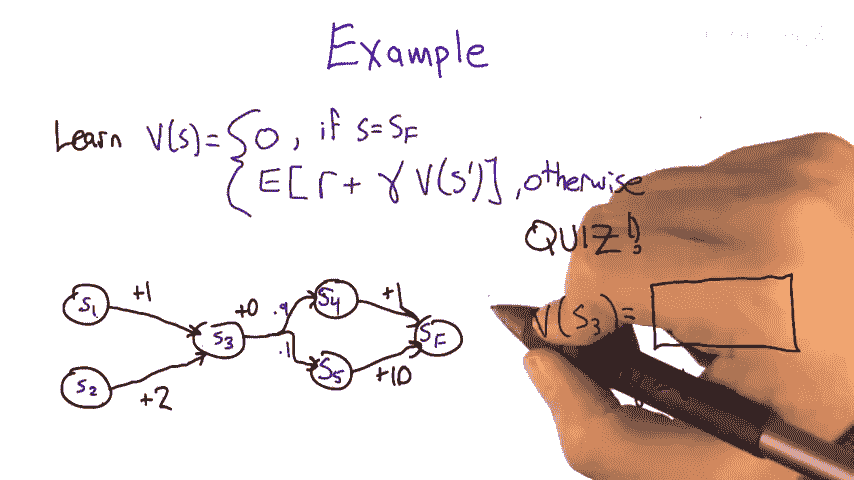 Example
Learn V(s) = { 0, if s = SF
E[r + γ V(s')], otherwise
QUIZ!
S1 +1
S2 +2
S3 +0
.9 S4 +1
.1 S5 +10
SF
V(S3) =